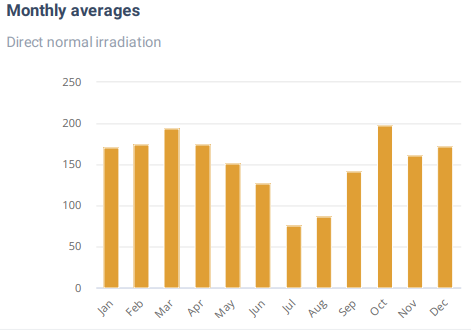 Monthly averages
Direct normal irradiation
250
200
150
100
50
0
Jan Feb Mar Apr May Jun Jul Aug Sep Oct Nov Dec